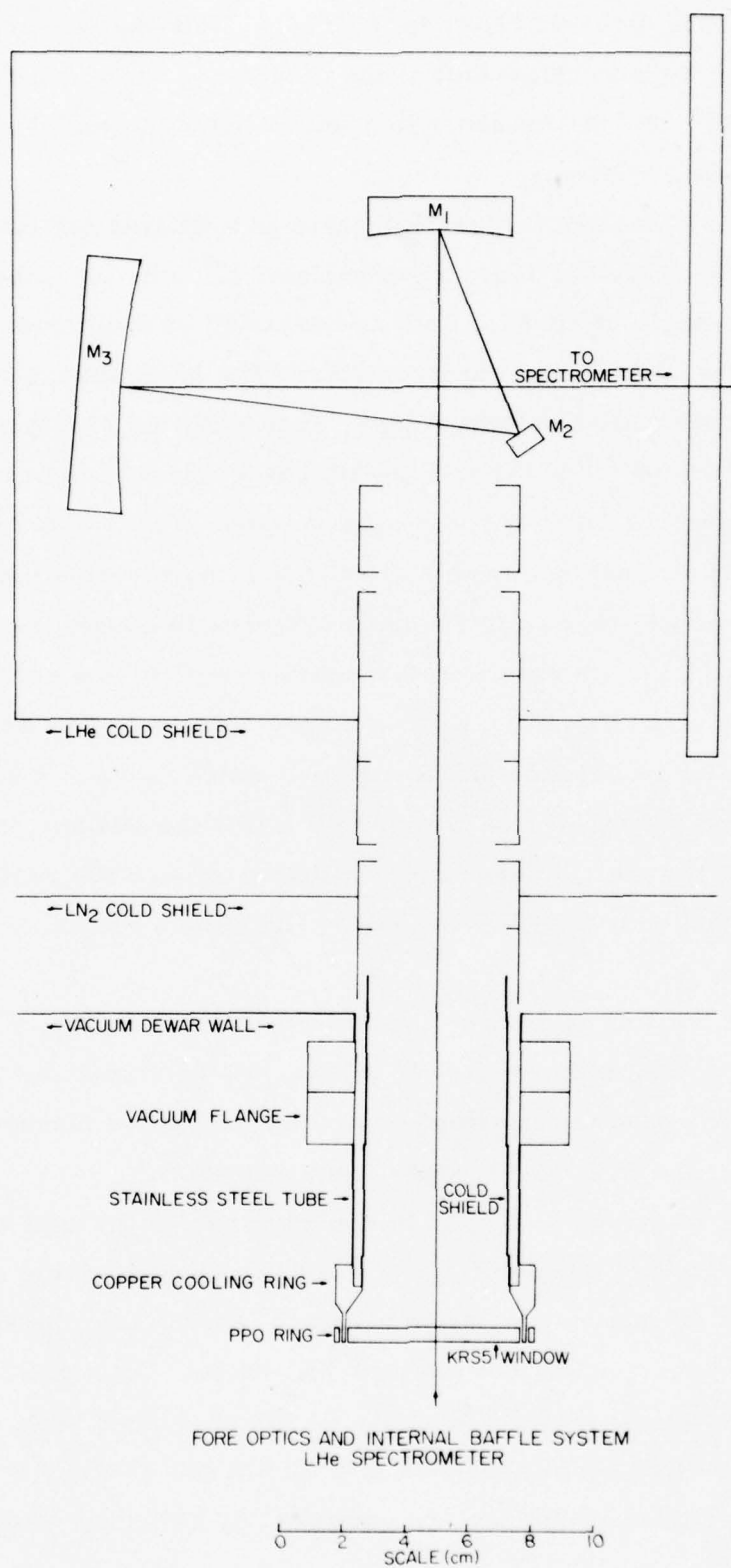 M1
M3
TO
SPECTROMETER→
M2
←LHe COLD SHIELD→
←LN2 COLD SHIELD→
←VACUUM DEWAR WALL→
VACUUM FLANGE→
STAINLESS STEEL TUBE→
COLD
SHIELD→
COPPER COOLING RING→
PPO RING→
KRS5 WINDOW
FORE OPTICS AND INTERNAL BAFFLE SYSTEM
LHe SPECTROMETER
0 2 4 6 8 10
SCALE (cm)